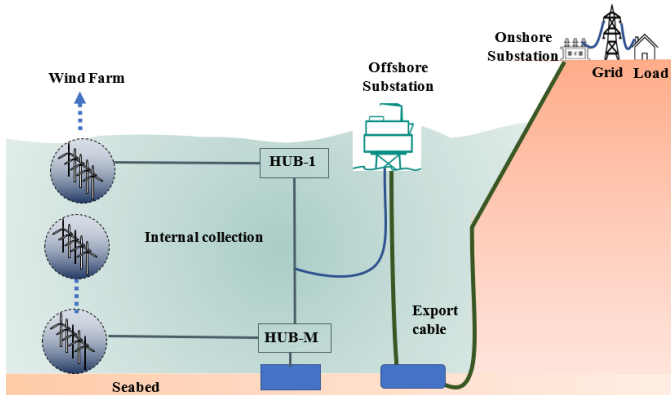 Onshore
Substation
Grid
Load
Wind Farm
Offshore
Substation
HUB-1
Internal collection
Export
cable
HUB-M
Seabed